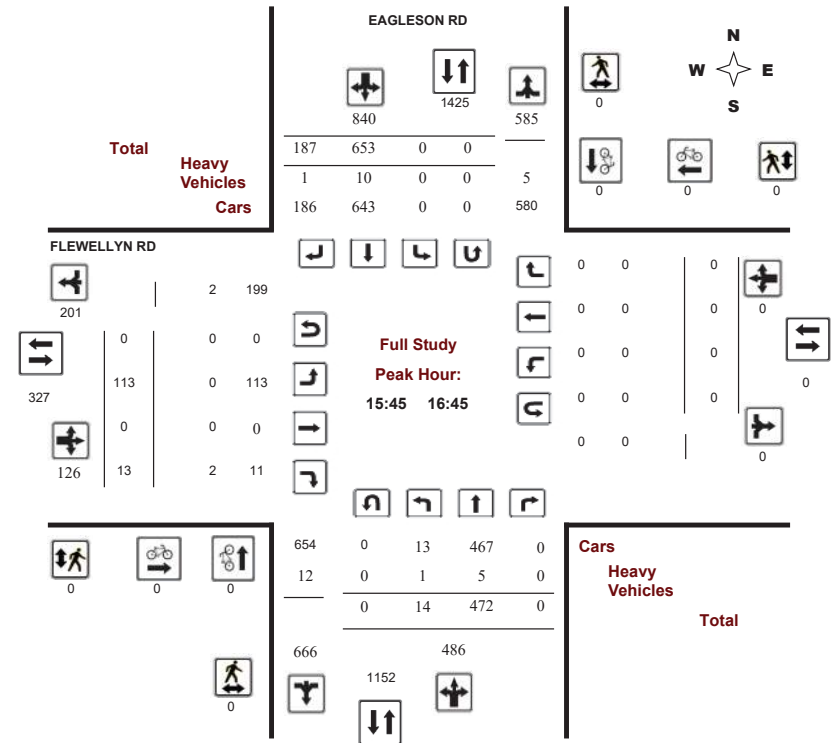 EAGLESON RD
N
W E
S
1425
0
840 585
Total 187 653 0 0
Heavy
Vehicles 1 10 0 0 5
Cars 186 643 0 0 580
0 0 0
FLEWELLYN RD
201 2 199
0 0 0 0
0 0 0
113 0 113 0 0 0
0 0 0 0 0 0
13 2 11 0 0
327
126
0
0
0
Full Study
Peak Hour:
15:45 16:45
654 0 13 467 0 Cars
12 0 1 5 0 Heavy
Vehicles
0 14 472 0 Total
0 0 0
666 486
1152
0